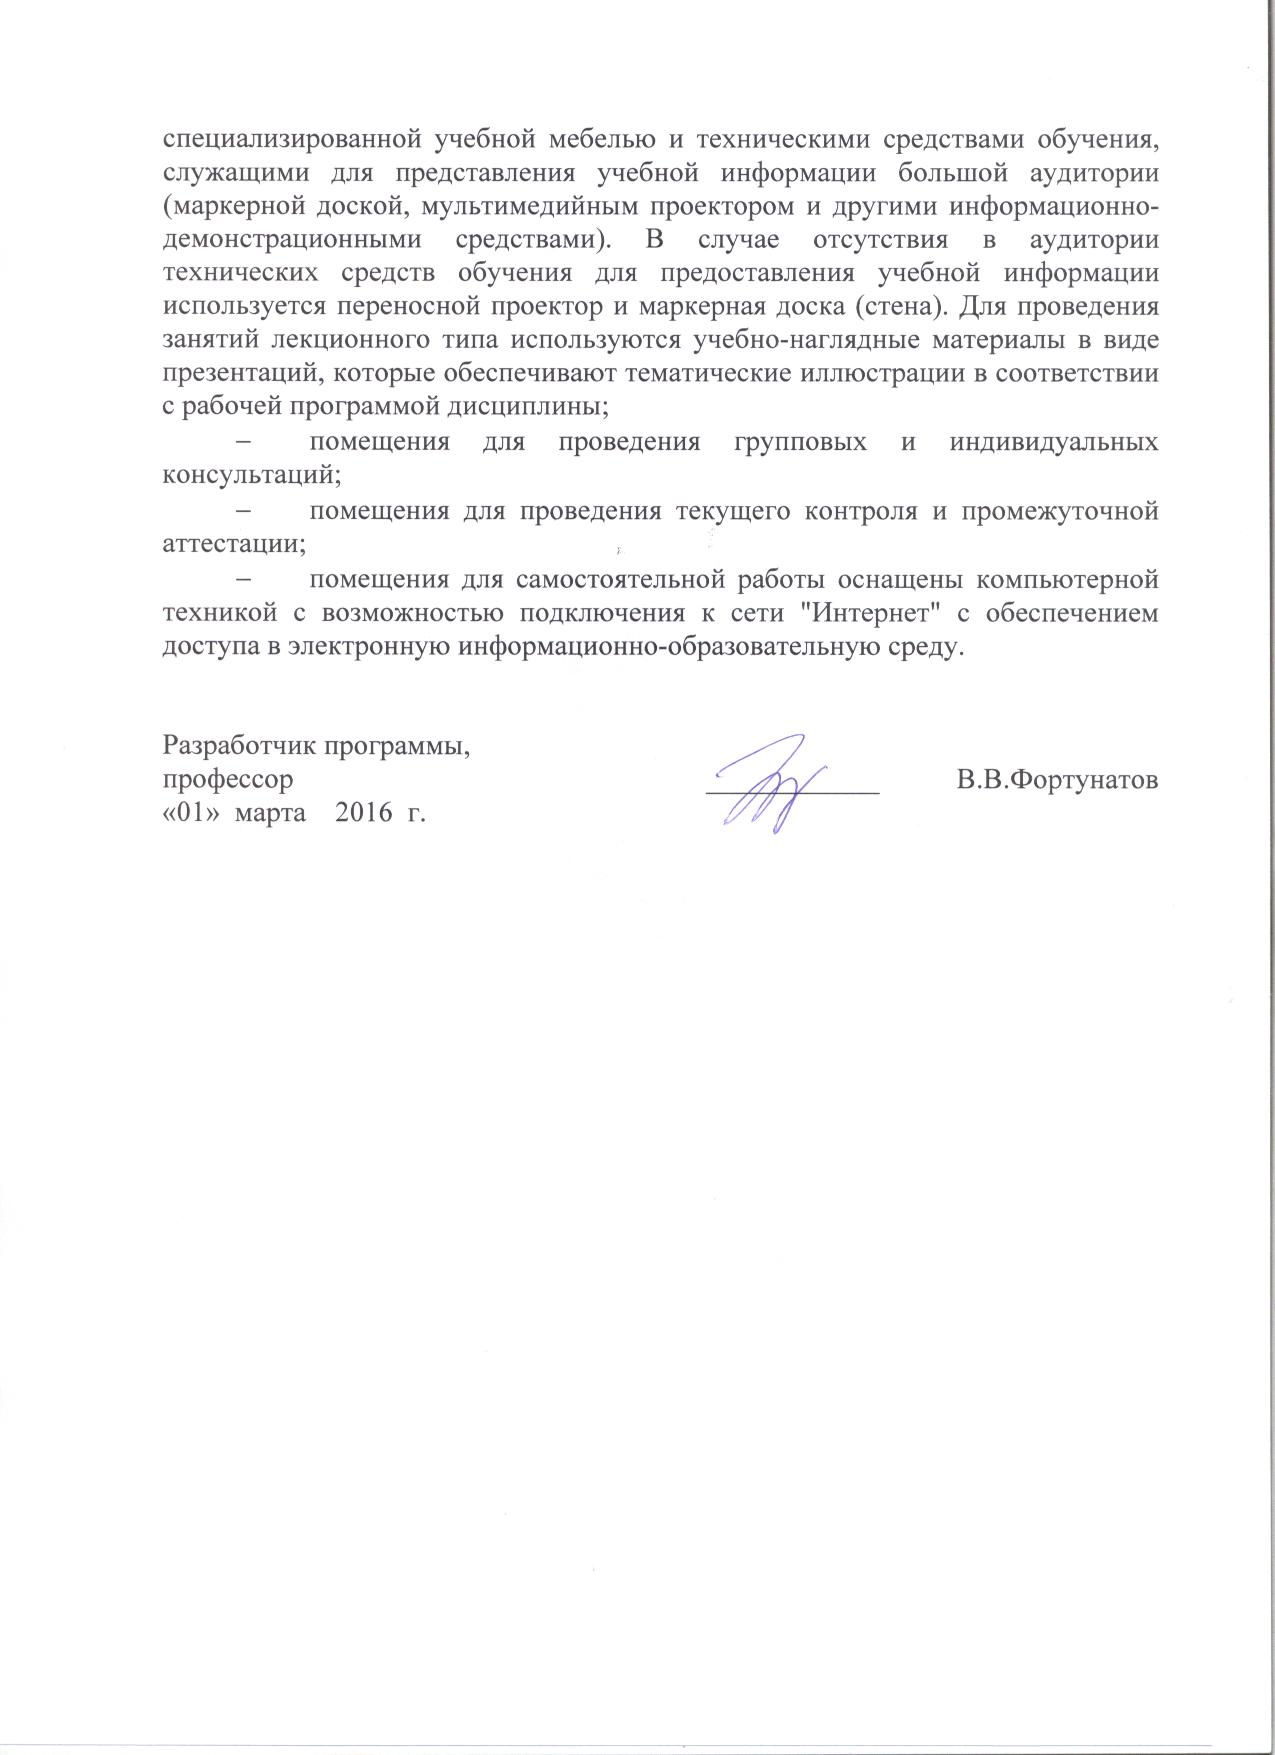 специализированной учебной мебелью и техническими средствами обучения,
служащими для представления учебной информации большой аудитории
(маркерной доской, мультимедийным проектором и другими информационно-
демонстрационными средствами). В случае отсутствия в аудитории
технических средств обучения для предоставления учебной информации
используется переносной проектор и маркерная доска (стена). Для проведения
занятий лекционного типа используются учебно-наглядные материалы в виде
презентаций, которые обеспечивают тематические иллюстрации в соответствии
с рабочей программой дисциплины;
– помещения для проведения групповых и индивидуальных
консультаций;
– помещения для проведения текущего контроля и промежуточной
аттестации;
– помещения для самостоятельной работы оснащены компьютерной
техникой с возможностью подключения к сети "Интернет" с обеспечением
доступа в электронную информационно-образовательную среду.
Разработчик программы,
профессор ____________ В.В.Фортунатов
«01» марта 2016 г.